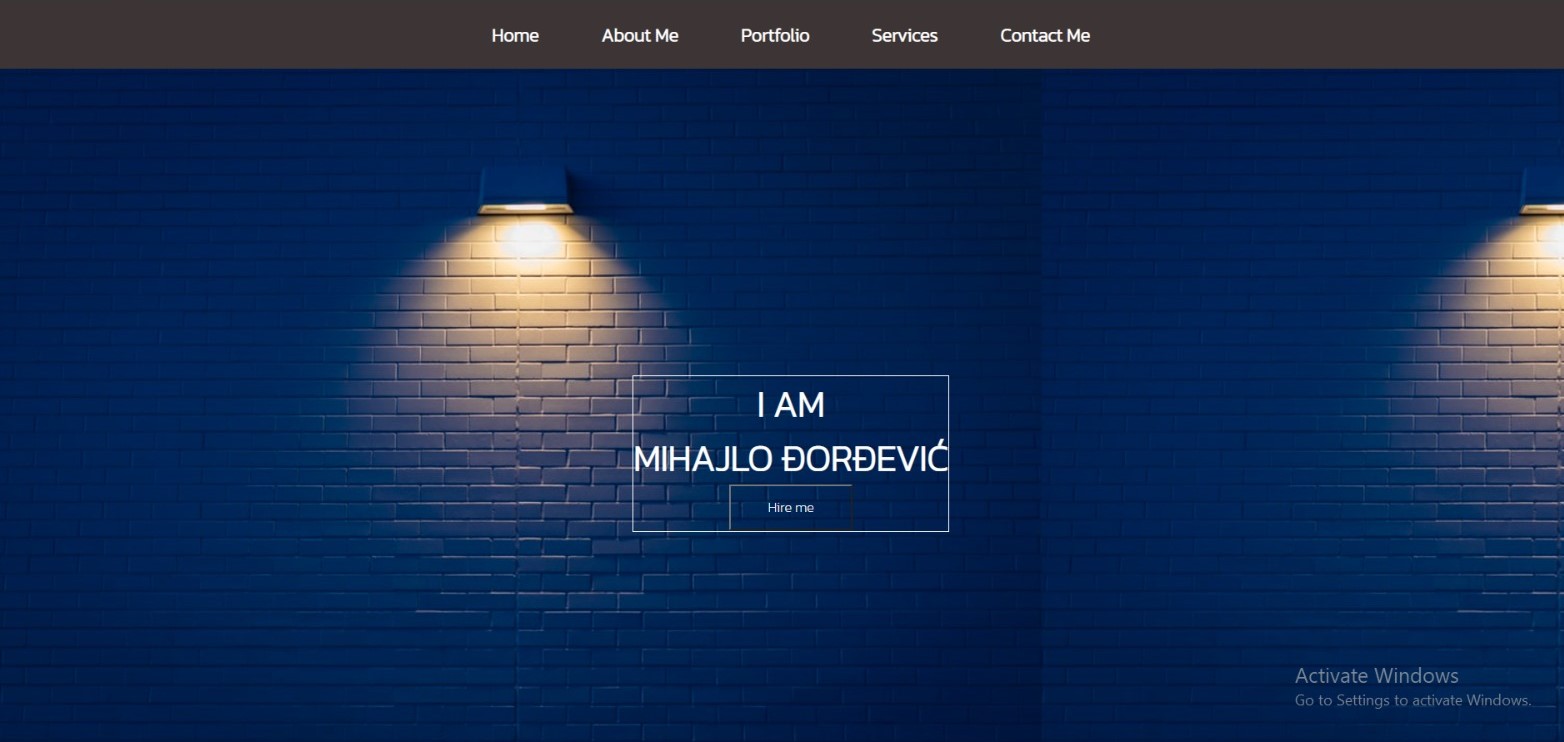 Home About Me Portfolio Services Contact Me
I AM
MIHAJLO ĐORĐEVIĆ
Hire me
Activate Windows
Go to Settings to activate Windows.